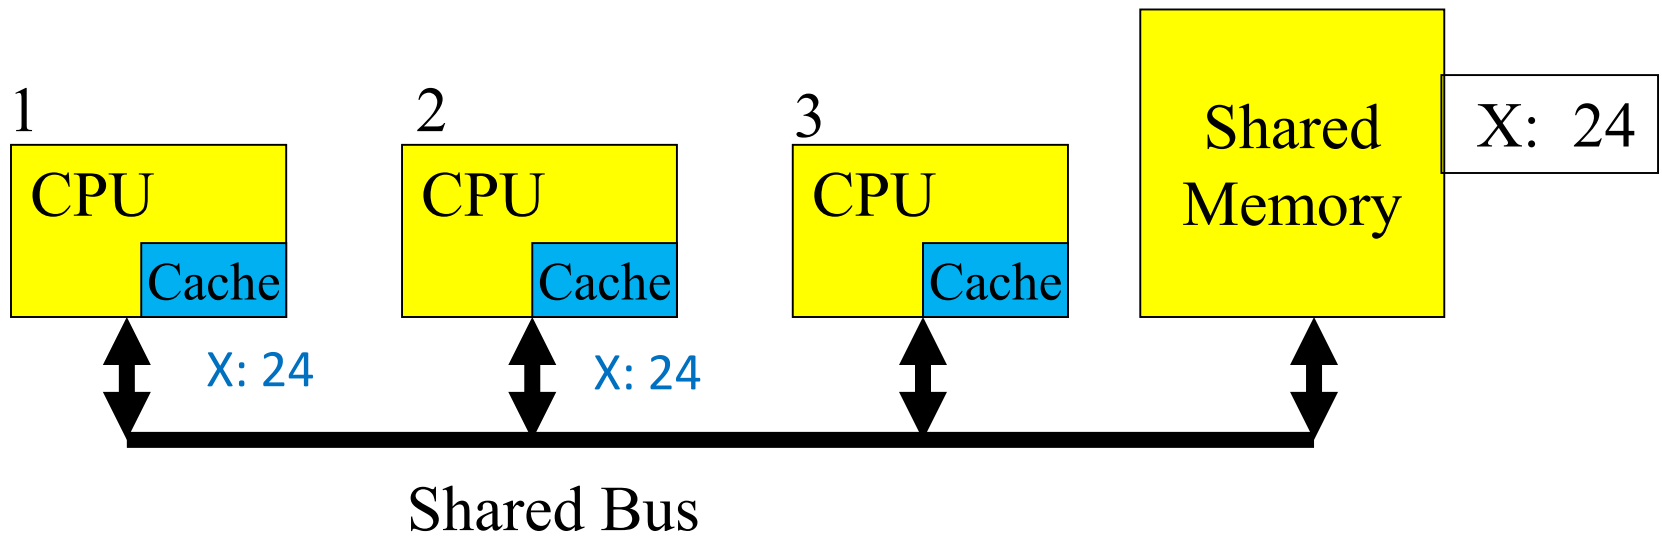 1
CPU
Cache
X: 24
2
CPU
Cache
X: 24
3
CPU
Cache
Shared
Memory
X: 24
Shared Bus